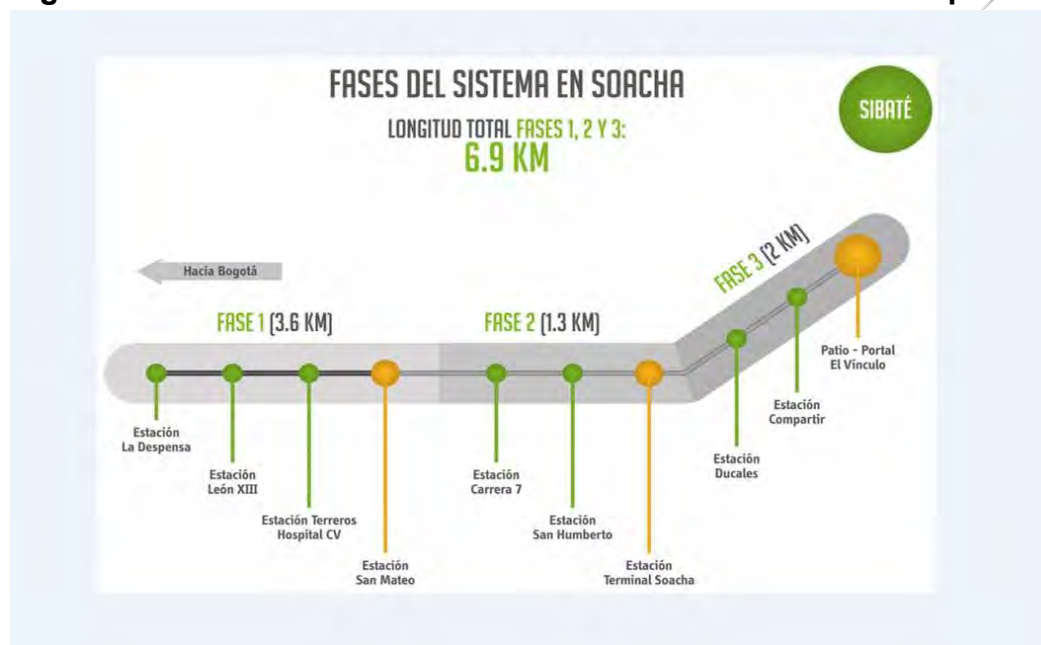 FASES DEL SISTEMA EN SOACHA
LONGITUD TOTAL FASES 1, 2 Y 3:
6.9 KM
SIBATÉ
Hacia Bogotá
FASE 1 (3.6 KM)
FASE 2 (1.3 KM)
FASE 3 (2 KM)
Estación
La Despensa
Estación
León XIII
Estación Terreros
Hospital CV
Estación
San Mateo
Estación
Carrera 7
Estación
San Humberto
Estación
Terminal Soacha
Estación
Ducales
Estación
Compartir
Patio - Portal
El Vínculo